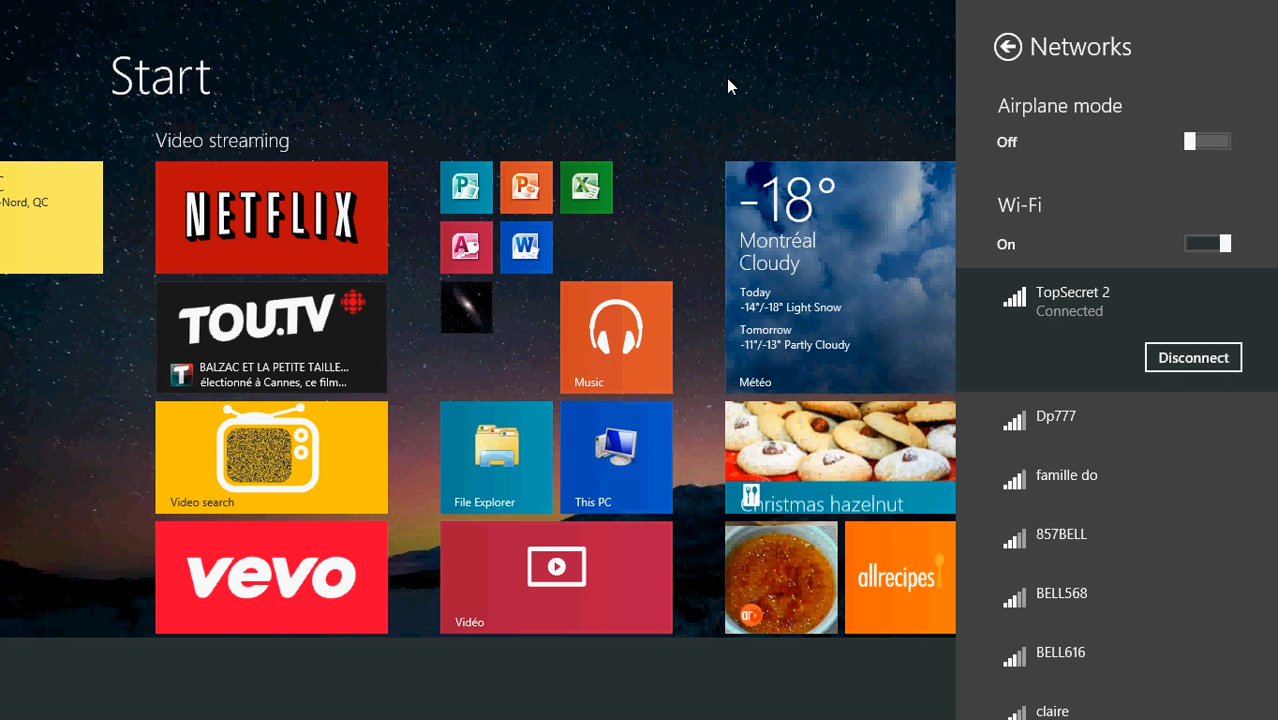 Start
Video streaming
C
-Nord, QC
NETFLIX
TOU.TV
BALZAC ET LA PETITE TAILLE...
électionné à Cannes, ce film...
Video search
vevo
Music
File Explorer
This PC
Vidéo
-18°
Montréal
Cloudy
Today
-14°/-18° Light Snow
Tomorrow
-11°/-13° Partly Cloudy
Météo
Christmas hazelnut
ar
allrecipes
Networks
Airplane mode
Off
Wi-Fi
On
TopSecret 2
Connected
Disconnect
Dp777
famille do
857BELL
BELL568
BELL616
claire